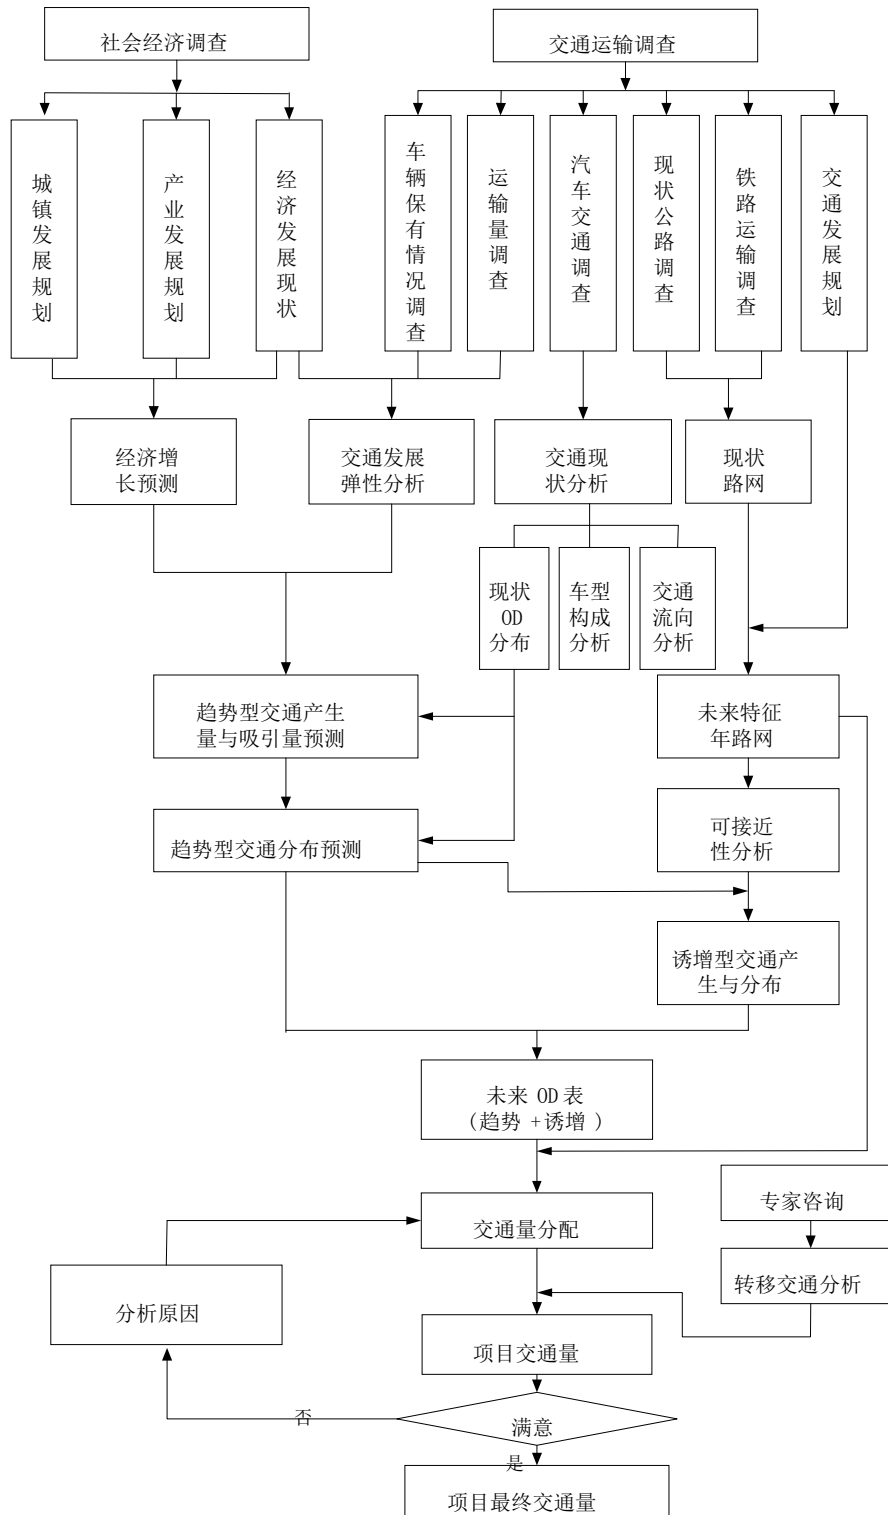 社会经济调查
交通运输调查
城镇发展规划
产业发展规划
经济发展现状
车辆保有情况调查
运输量调查
汽车交通调查
现状公路调查
铁路运输调查
交通发展规划
经济增
长预测
交通发展
弹性分析
交通现
状分析
现状
路网
现状
OD
分布
车型
构成
分析
交通
流向
分析
趋势型交通产生
量与吸引量预测
未来特征
年路网
趋势型交通分布预测
可接近
性分析
诱增型交通产
生与分布
未来 OD 表
(趋势 +诱增 )
专家咨询
交通量分配
转移交通分析
分析原因
项目交通量
否
满意
是
项目最终交通量